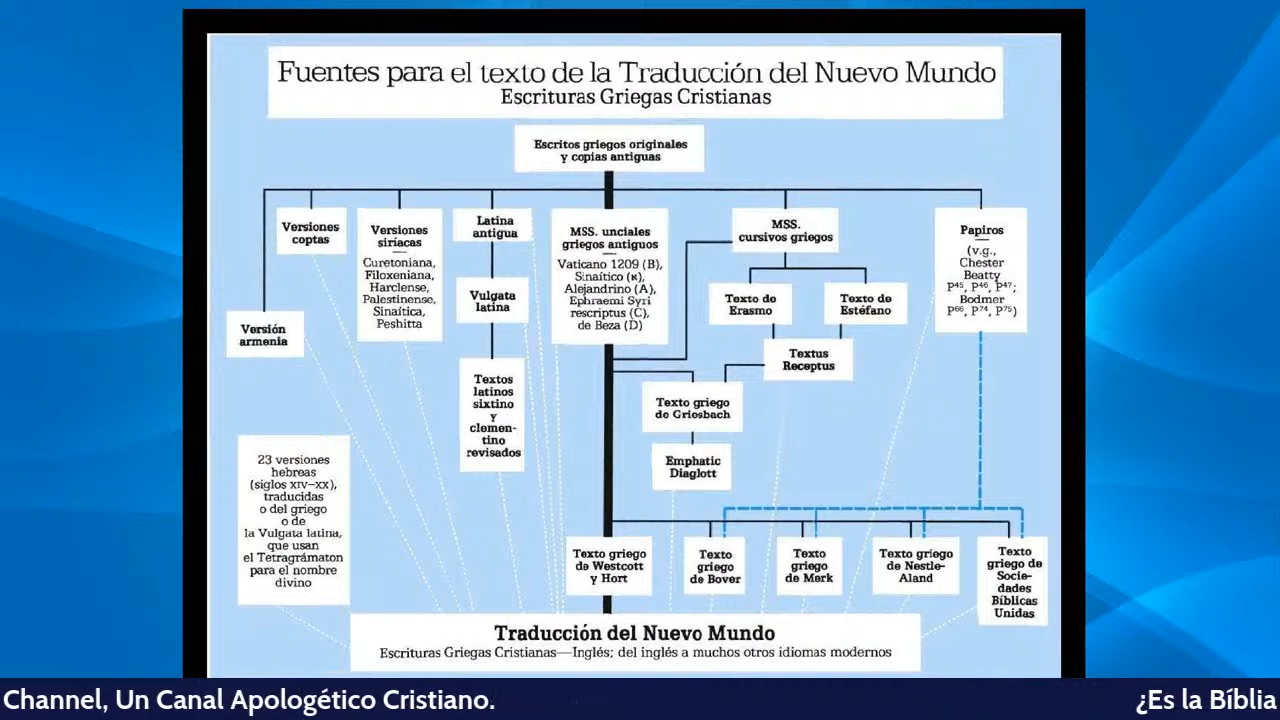 Fuentes para el texto de la Traducción del Nuevo Mundo
Escrituras Griegas Cristianas
Escritos griegos originales
y copias antiguas
Versiones
coptas
Versiones
siríacas
Curetoniana,
Filoxeniana,
Harclense,
Palestinense,
Sinaítica,
Peshitta
Latina
antigua
MSS. unciales
griegos antiguos
Vaticano 1209 (B),
Sinaítico (א),
Alejandrino (A),
Ephraemi Syri
rescriptus (C),
de Beza (D)
MSS.
cursivos griegos
Papiros
(v.g.,
Chester
Beatty
P45, P46, P47;
Bodmer
P66, P74, P75)
Vulgata
latina
Texto de
Erasmo
Texto de
Estéfano
Versión
armenia
Textus
Receptus
Textos
latinos
sixtino
y
clemen-
tino
revisados
Texto griego
de Griesbach
Emphatic
Diaglott
23 versiones
hebreas
(siglos XIV–XX),
traducidas
o del griego
o de
la Vulgata latina,
que usan
el Tetragrámaton
para el nombre
divino
Texto griego
de Westcott
y Hort
Texto
griego
de Bover
Texto
griego
de Merk
Texto griego
de Nestle-
Aland
Texto
griego de
Socie-
dades
Bíblicas
Unidas
Traducción del Nuevo Mundo
Escrituras Griegas Cristianas—Inglés; del inglés a muchos otros idiomas modernos
Channel, Un Canal Apologético Cristiano.
¿Es la Bíblia